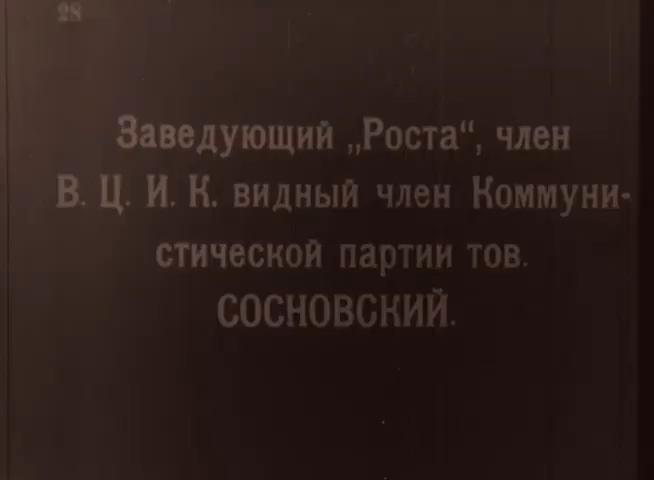 28
Заведующий „Роста“, член
В. Ц. И. К. видный член Коммуни-
стической партии тов.
СОСНОВСКИЙ.